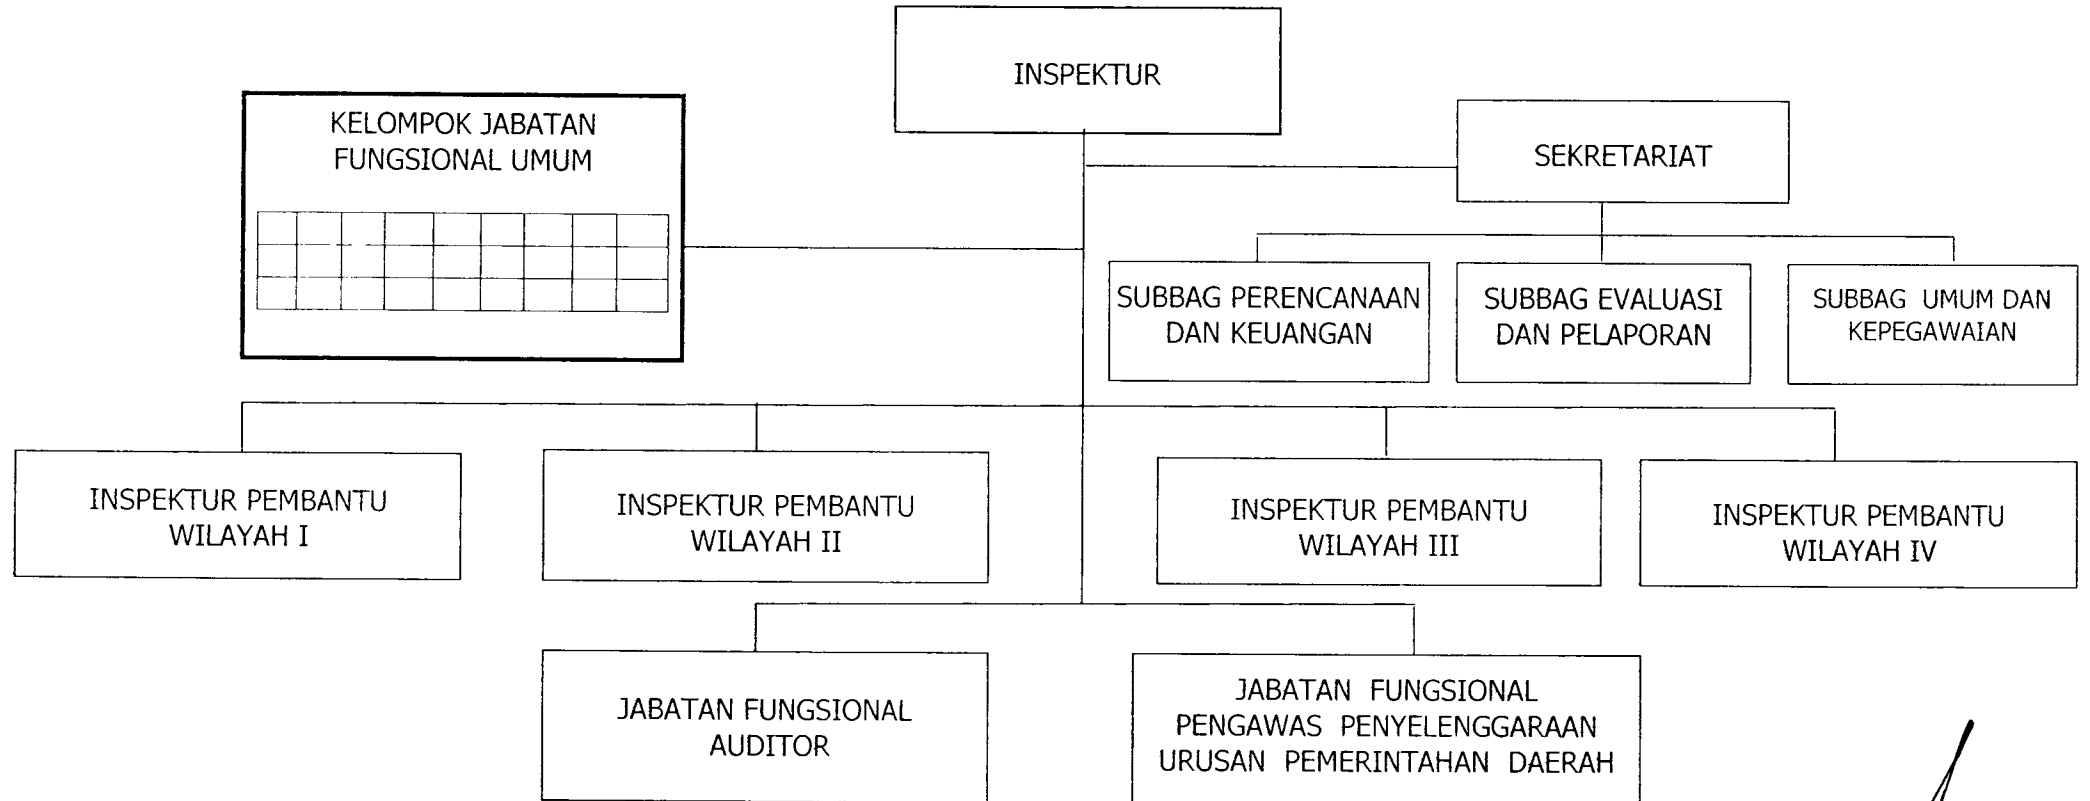 INSPEKTUR
KELOMPOK JABATAN
FUNGSIONAL UMUM
SEKRETARIAT
SUBBAG PERENCANAAN
DAN KEUANGAN
SUBBAG EVALUASI
DAN PELAPORAN
SUBBAG UMUM DAN
KEPEGAWAIAN
INSPEKTUR PEMBANTU
WILAYAH I
INSPEKTUR PEMBANTU
WILAYAH II
INSPEKTUR PEMBANTU
WILAYAH III
INSPEKTUR PEMBANTU
WILAYAH IV
JABATAN FUNGSIONAL
AUDITOR
JABATAN FUNGSIONAL
PENGAWAS PENYELENGGARAAN
URUSAN PEMERINTAHAN DAERAH